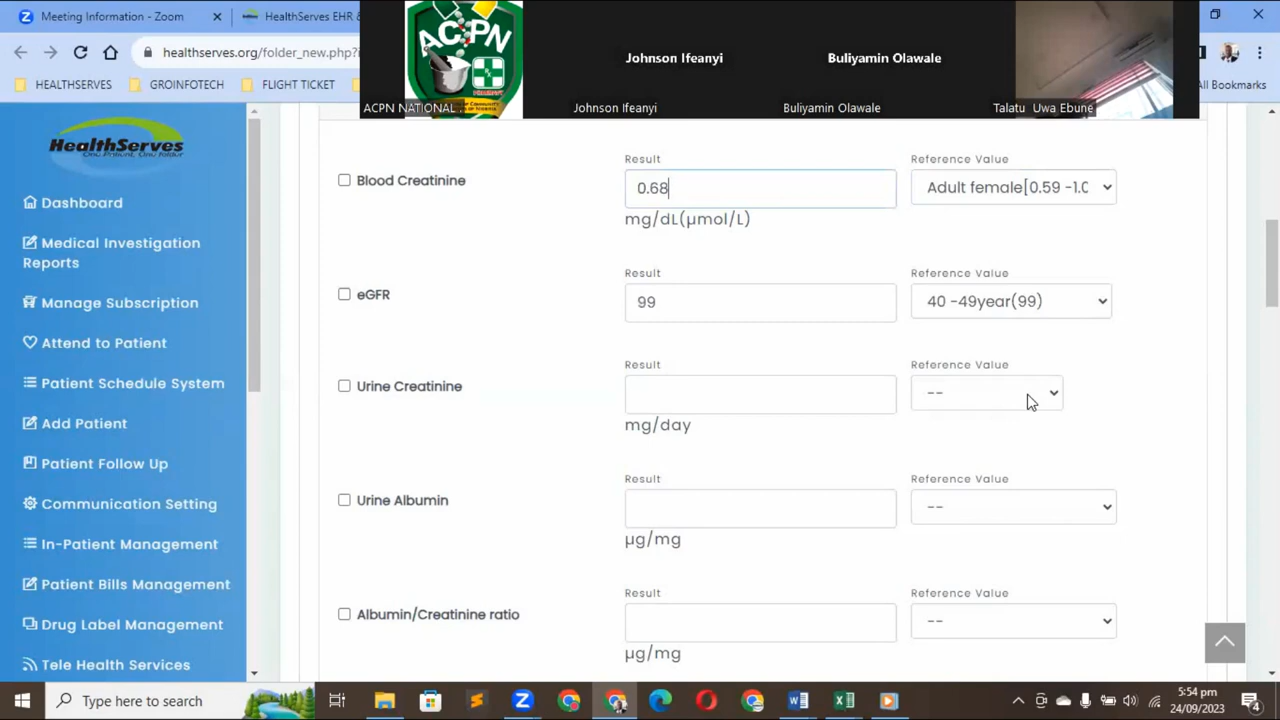 Meeting Information - Zoom
HealthServes EHR &
healthserves.org/folder_new.php?i
HEALTHSERVES
GROINFOTECH
FLIGHT TICKET
All Bookmarks
ACPN
ACPN NATIONAL
Johnson Ifeanyi
Johnson Ifeanyi
Buliyamin Olawale
Buliyamin Olawale
Talatu Uwa Ebune
HealthServes
One Patient, One Folder
Dashboard
Medical Investigation
Reports
Manage Subscription
Attend to Patient
Patient Schedule System
Add Patient
Patient Follow Up
Communication Setting
In-Patient Management
Patient Bills Management
Drug Label Management
Tele Health Services
Result
Reference Value
Blood Creatinine
0.68
Adult female[0.59 -1.0
mg/dL(µmol/L)
Result
Reference Value
eGFR
99
40 -49year(99)
Result
Reference Value
Urine Creatinine
--
mg/day
Result
Reference Value
Urine Albumin
--
µg/mg
Result
Reference Value
Albumin/Creatinine ratio
--
µg/mg
Type here to search
5:54 pm
24/09/2023
4